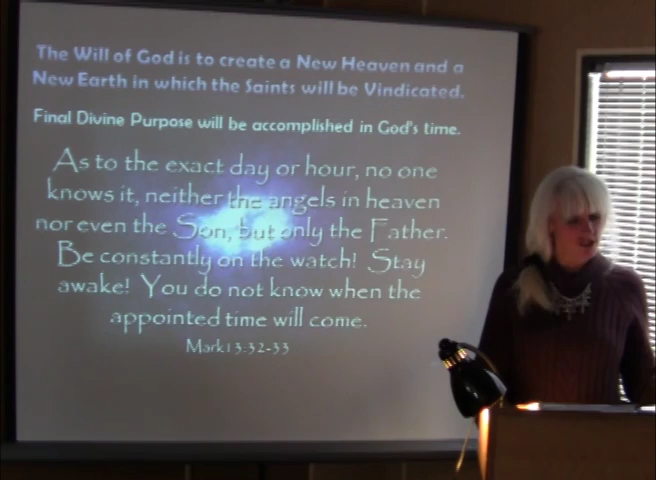 The Will of God is to create a New Heaven and a
New Earth in which the Saints will be Vindicated.
Final Divine Purpose will be accomplished in God's time.
As to the exact day or hour, no one
knows it, neither the angels in heaven
nor even the Son, but only the Father.
Be constantly on the watch! Stay
awake! You do not know when the
appointed time will come.
Mark13:32-33